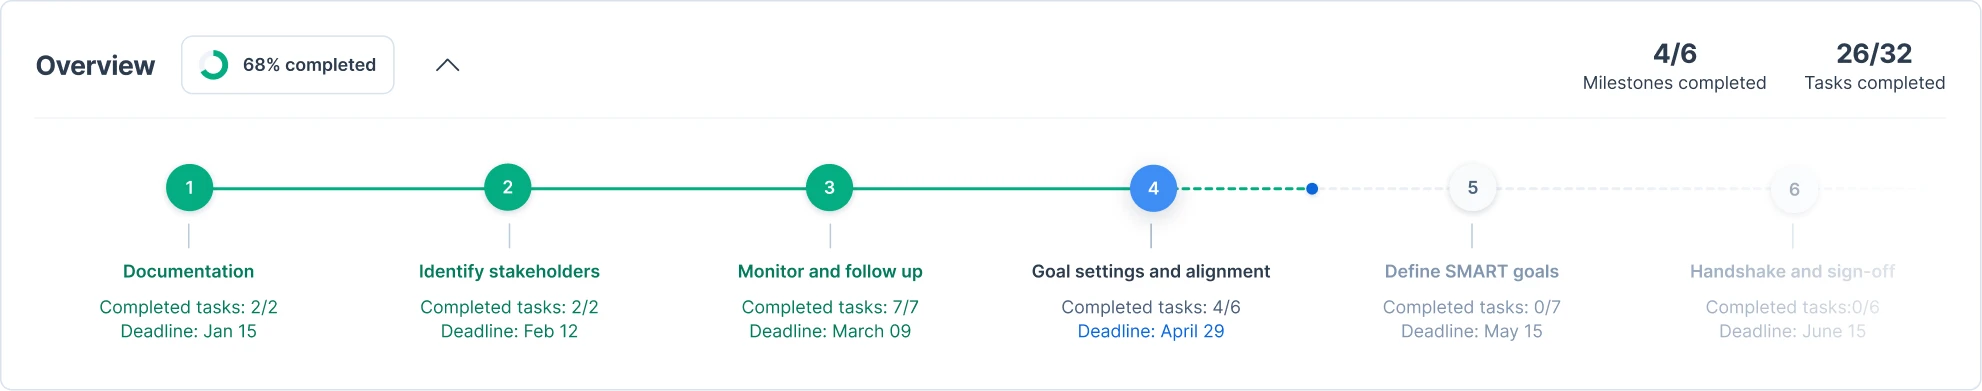 Overview
68% completed
4/6
Milestones completed
26/32
Tasks completed
1
2
3
4
5
6
Documentation
Completed tasks: 2/2
Deadline: Jan 15
Identify stakeholders
Completed tasks: 2/2
Deadline: Feb 12
Monitor and follow up
Completed tasks: 7/7
Deadline: March 09
Goal settings and alignment
Completed tasks: 4/6
Deadline: April 29
Define SMART goals
Completed tasks: 0/7
Deadline: May 15
Handshake and sign-off
Completed tasks:0/6
Deadline: June 15